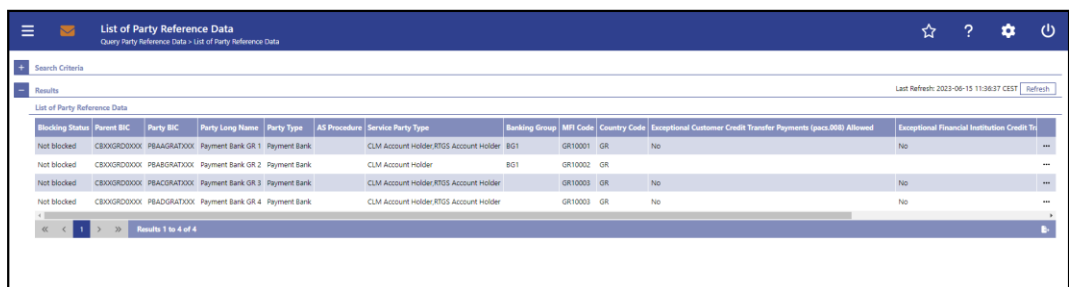 List of Party Reference Data
Query Party Reference Data > List of Party Reference Data
?
+ Search Criteria
− Results Last Refresh: 2023-06-15 11:36:37 CEST Refresh
List of Party Reference Data
Blocking Status Parent BIC Party BIC Party Long Name Party Type AS Procedure Service Party Type Banking Group MFI Code Country Code Exceptional Customer Credit Transfer Payments (pacs.008) Allowed Exceptional Financial Institution Credit Tr
Not blocked CBXXGRD0XXX PBAAGRATXXX Payment Bank GR 1 Payment Bank CLM Account Holder,RTGS Account Holder BG1 GR10001 GR No No ...
Not blocked CBXXGRD0XXX PBABGRATXXX Payment Bank GR 2 Payment Bank CLM Account Holder BG1 GR10002 GR ...
Not blocked CBXXGRD0XXX PBACGRATXXX Payment Bank GR 3 Payment Bank CLM Account Holder,RTGS Account Holder GR10003 GR No No ...
Not blocked CBXXGRD0XXX PBADGRATXXX Payment Bank GR 4 Payment Bank CLM Account Holder,RTGS Account Holder GR10003 GR No No ...
« < 1 > » Results 1 to 4 of 4